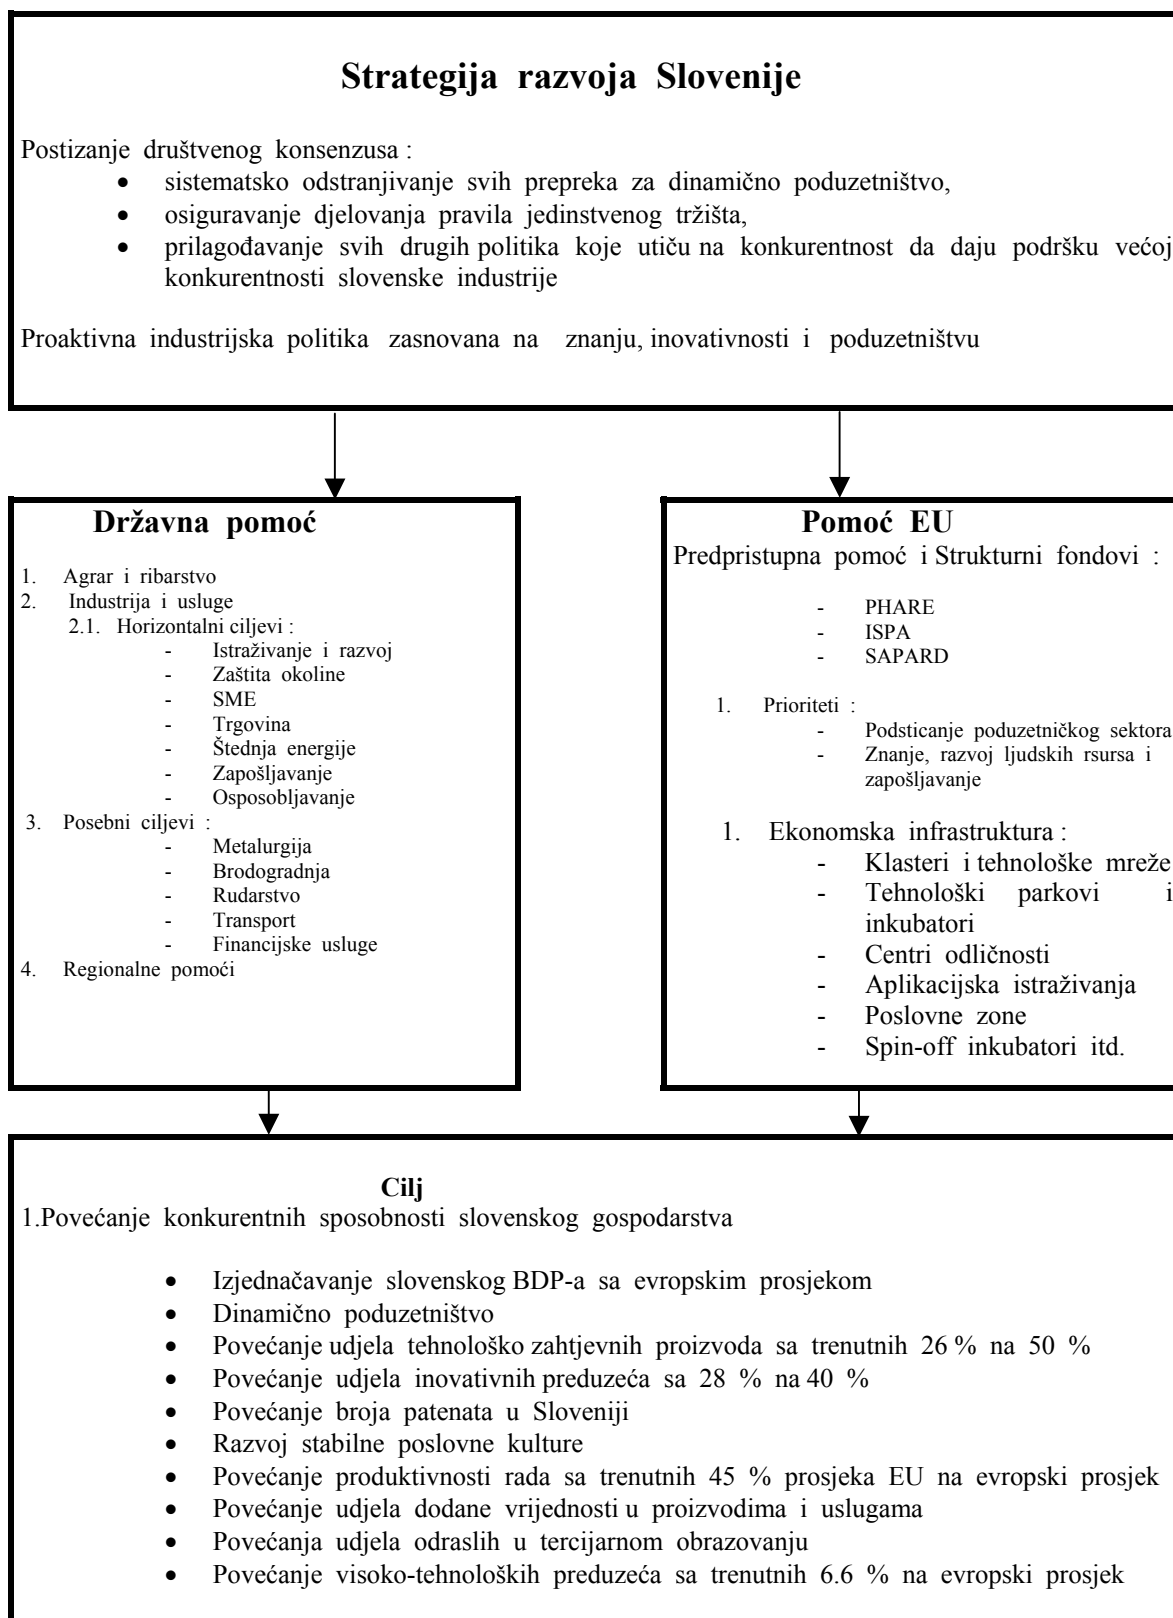 Strategija razvoja Slovenije
Postizanje društvenog konsenzusa :
• sistematsko odstranjivanje svih prepreka za dinamično poduzetništvo,
• osiguravanje djelovanja pravila jedinstvenog tržišta,
• prilagođavanje svih drugih politika koje utiču na konkurentnost da daju podršku većoj
konkurentnosti slovenske industrije
Proaktivna industrijska politika zasnovana na znanju, inovativnosti i poduzetništvu
Državna pomoć
1. Agrar i ribarstvo
2. Industrija i usluge
2.1. Horizontalni ciljevi :
- Istraživanje i razvoj
- Zaštita okoline
- SME
- Trgovina
- Štednja energije
- Zapošljavanje
- Osposobljavanje
3. Posebni ciljevi :
- Metalurgija
- Brodogradnja
- Rudarstvo
- Transport
- Financijske usluge
4. Regionalne pomoći
Pomoć EU
Predpristupna pomoć i Strukturni fondovi :
- PHARE
- ISPA
- SAPARD
1. Prioriteti :
- Podsticanje poduzetničkog sektora
- Znanje, razvoj ljudskih rsursa i
zapošljavanje
1. Ekonomska infrastruktura :
- Klasteri i tehnološke mreže
- Tehnološki parkovi i
inkubatori
- Centri odličnosti
- Aplikacijska istraživanja
- Poslovne zone
- Spin-off inkubatori itd.
Cilj
1.Povećanje konkurentnih sposobnosti slovenskog gospodarstva
• Izjednačavanje slovenskog BDP-a sa evropskim prosjekom
• Dinamično poduzetništvo
• Povećanje udjela tehnološko zahtjevnih proizvoda sa trenutnih 26 % na 50 %
• Povećanje udjela inovativnih preduzeća sa 28 % na 40 %
• Povećanje broja patenata u Sloveniji
• Razvoj stabilne poslovne kulture
• Povećanje produktivnosti rada sa trenutnih 45 % prosjeka EU na evropski prosjek
• Povećanje udjela dodane vrijednosti u proizvodima i uslugama
• Povećanja udjela odraslih u tercijarnom obrazovanju
• Povećanje visoko-tehnoloških preduzeća sa trenutnih 6.6 % na evropski prosjek